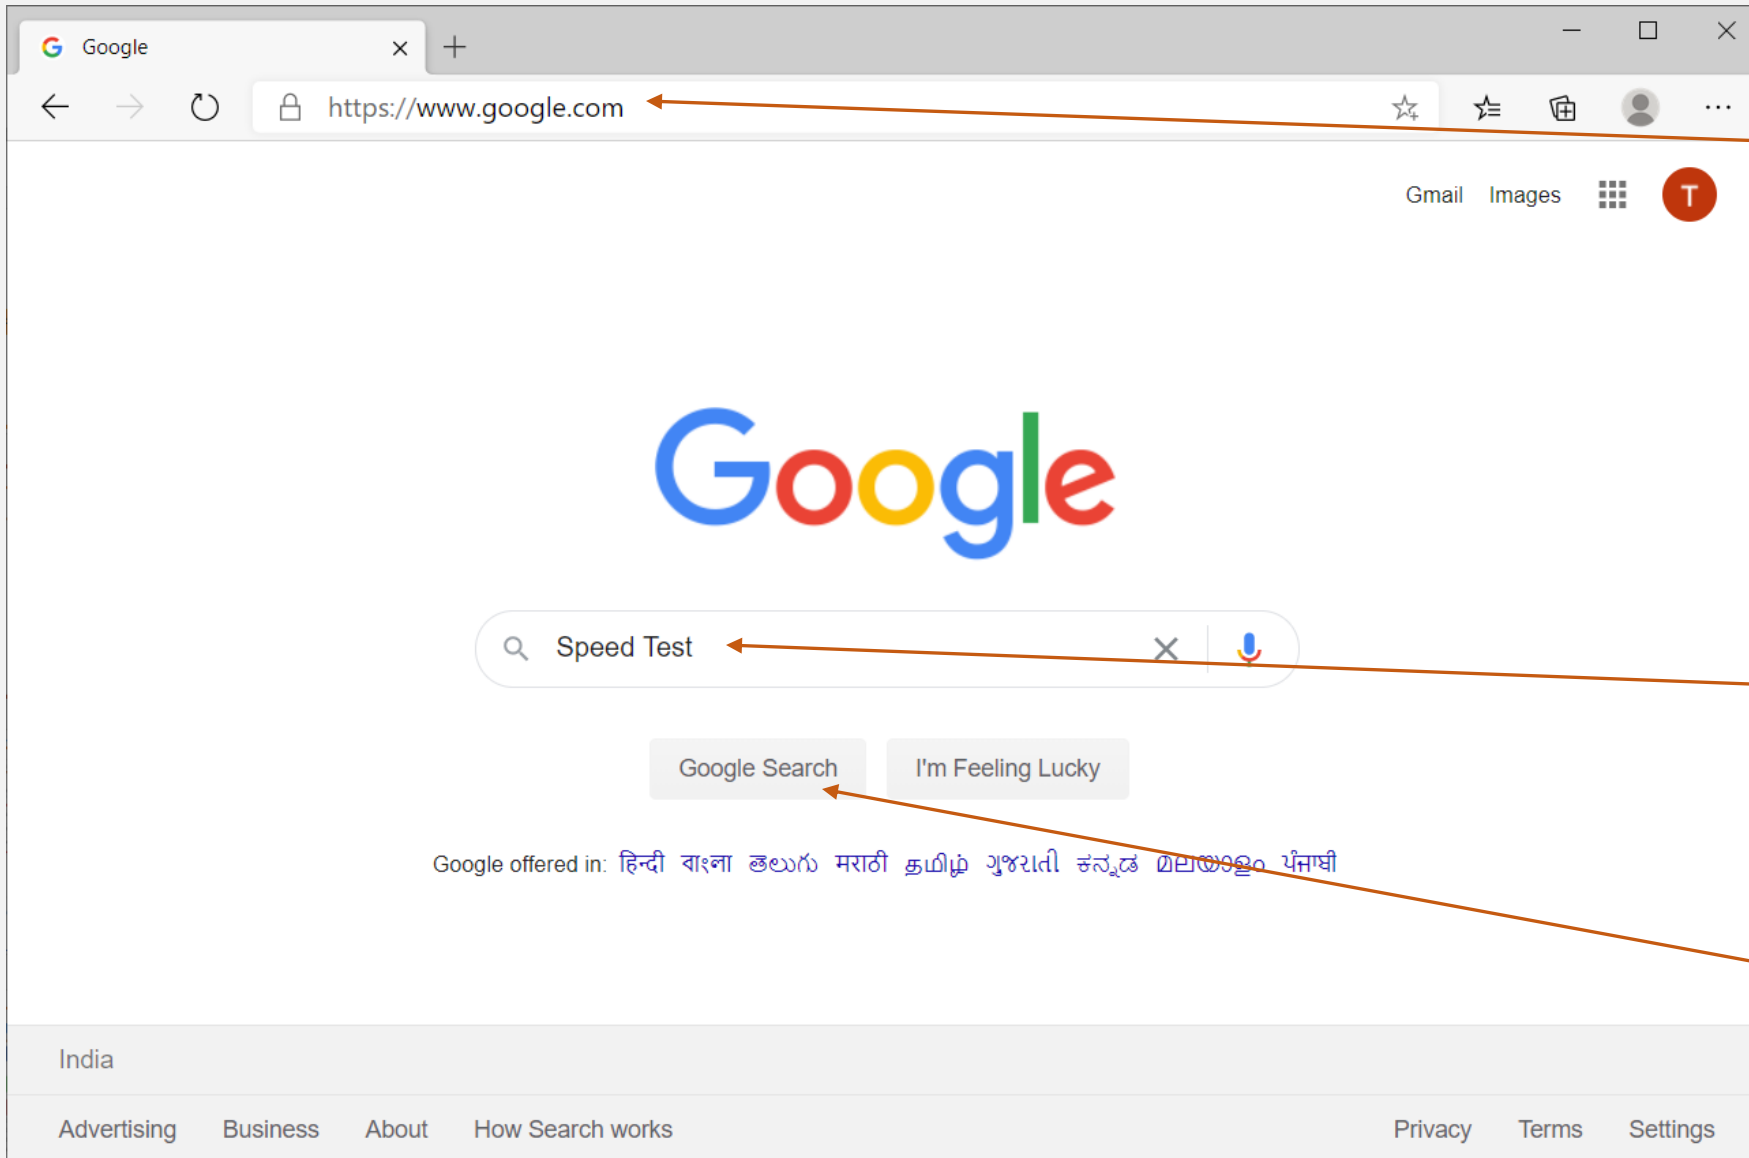 Google
https://www.google.com
Gmail Images
T
Google
Speed Test
Google Search I'm Feeling Lucky
Google offered in: हिन्दी বাংলা తెలుగు मराठी தமிழ் ગુજરાતી ಕನ್ನಡ മലയാളം ਪੰਜਾਬੀ
India
Advertising Business About How Search works Privacy Terms Settings